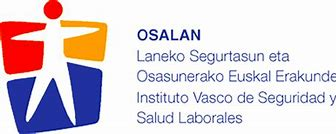 OSALAN
Laneko Segurtasun eta
Osasunerako Euskal Erakunde
Instituto Vasco de Seguridad y
Salud Laborales